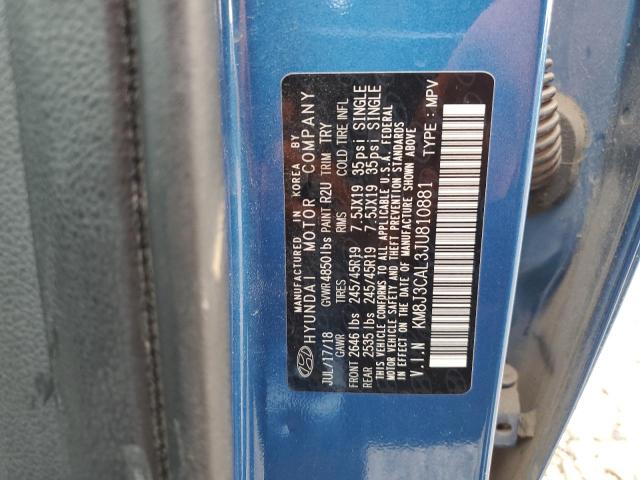 MANUFACTURED IN KOREA BY
HYUNDAI MOTOR COMPANY
JUL/17/18 GVWR 4850lbs PAINT R2U TRIM TRY
GAWR TIRES RIMS COLD TIRE INFL
FRONT 2646 lbs 245/45R19 7.5JX19 35psi SINGLE
REAR 2535 lbs 245/45R19 7.5JX19 35psi SINGLE
THIS VEHICLE CONFORMS TO ALL APPLICABLE U.S.A. FEDERAL
MOTOR VEHICLE SAFETY AND THEFT PREVENTION STANDARDS
IN EFFECT ON THE DATE OF MANUFACTURE SHOWN ABOVE
V.I.N KM8J3CAL3JU810881 TYPE : MPV